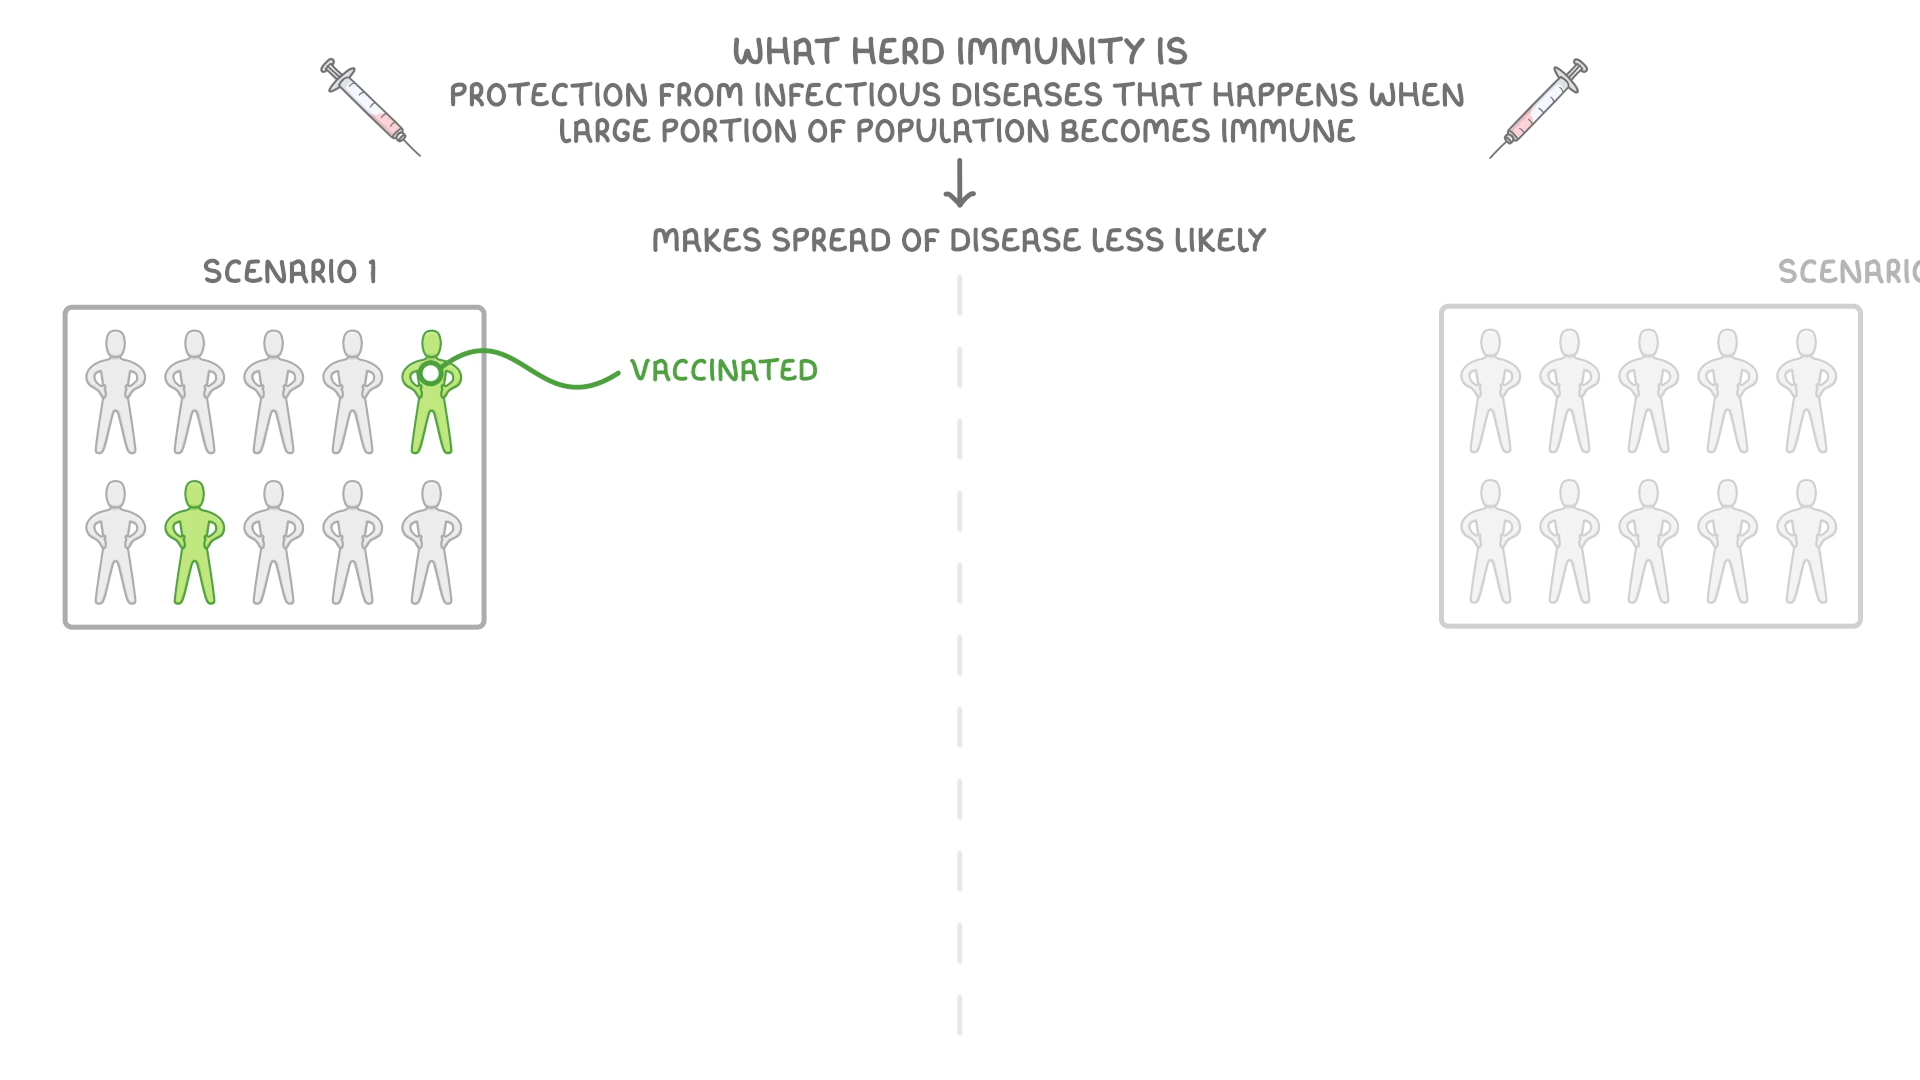 WHAT HERD IMMUNITY IS
PROTECTION FROM INFECTIOUS DISEASES THAT HAPPENS WHEN
LARGE PORTION OF POPULATION BECOMES IMMUNE
MAKES SPREAD OF DISEASE LESS LIKELY
SCENARIO 1
VACCINATED